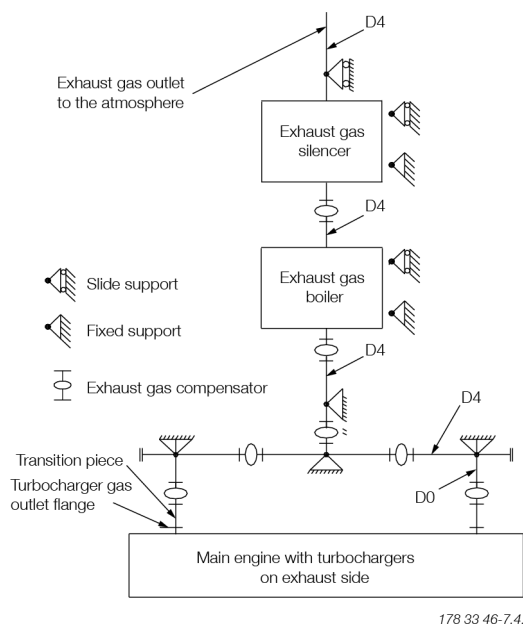 D4
Exhaust gas outlet
to the atmosphere
Exhaust gas
silencer
D4
Exhaust gas
boiler
Slide support
Fixed support
D4
Exhaust gas compensator
D4
Transition piece
Turbocharger gas
outlet flange
D0
Main engine with turbochargers
on exhaust side
178 33 46-7.4.